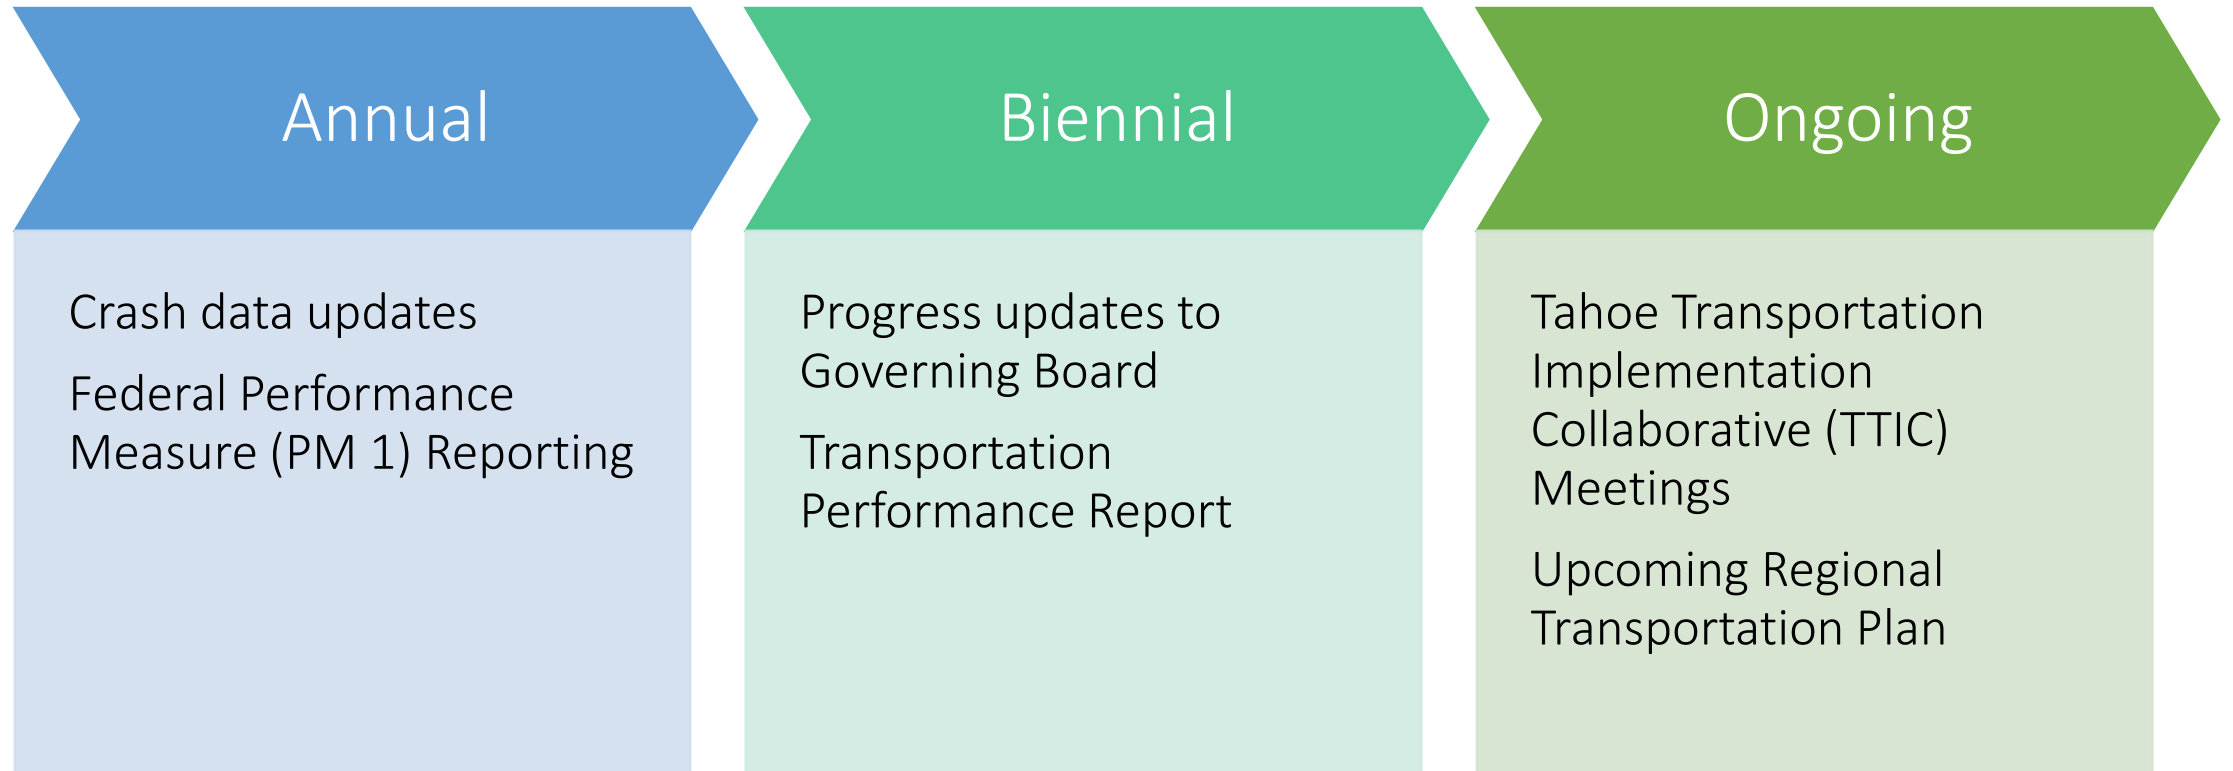 Annual
Crash data updates
Federal Performance
Measure (PM 1) Reporting
Biennial
Progress updates to
Governing Board
Transportation
Performance Report
Ongoing
Tahoe Transportation
Implementation
Collaborative (TTIC)
Meetings
Upcoming Regional
Transportation Plan